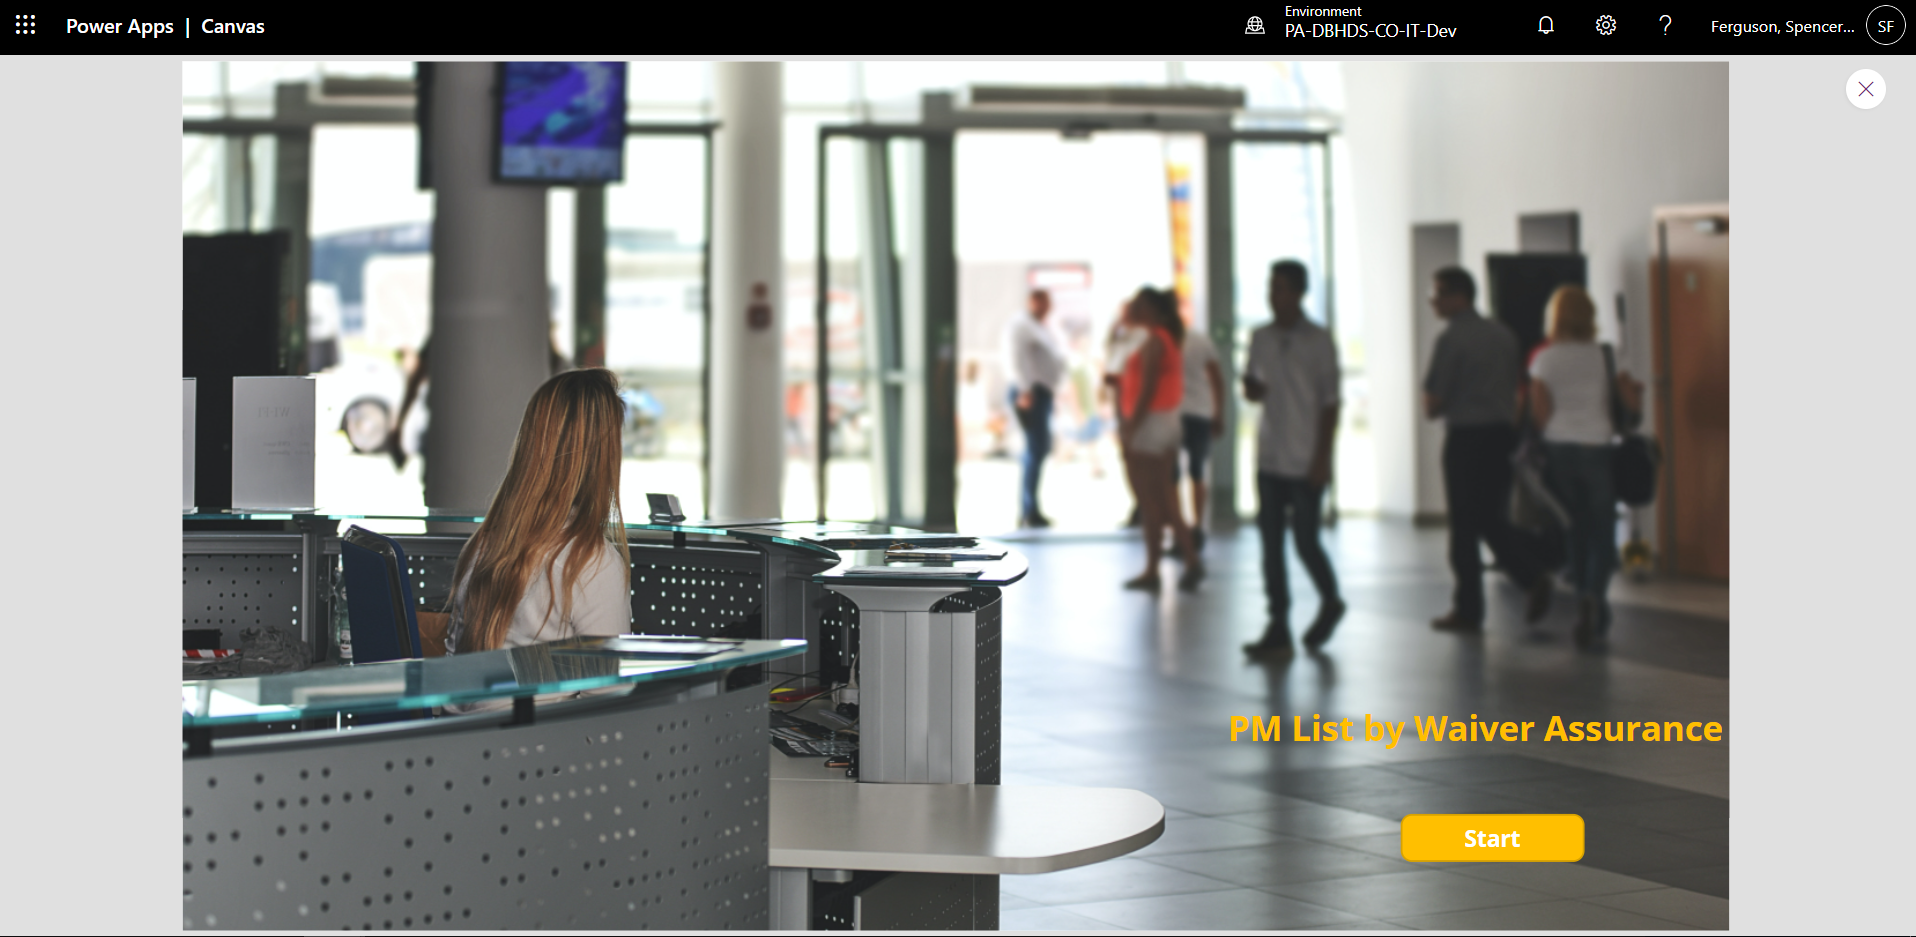 Power Apps | Canvas
Environment
PA-DBHDS-CO-IT-Dev
Ferguson, Spencer...
SF
PM List by Waiver Assurance
Start